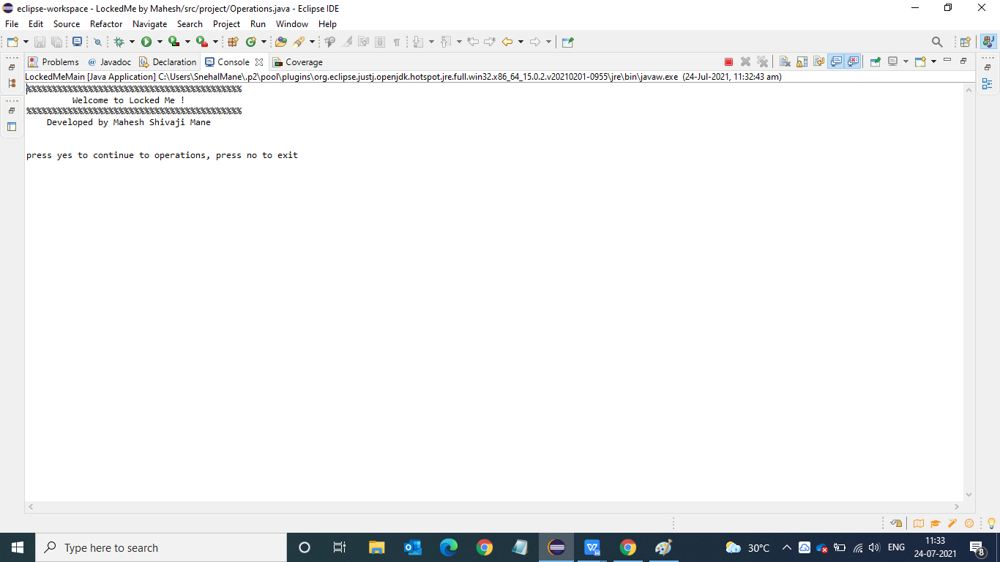 eclipse-workspace - LockedMe by Mahesh/src/project/Operations.java - Eclipse IDE
File Edit Source Refactor Navigate Search Project Run Window Help
Problems @ Javadoc Declaration Console Coverage
LockedMeMain [Java Application] C:\Users\SnehalMane\.p2\pool\plugins\org.eclipse.justj.openjdk.hotspot.jre.full.win32.x86_64_15.0.2.v20210201-0955\jre\bin\javaw.exe (24-Jul-2021, 11:32:43 am)
%%%%%%%%%%%%%%%%%%%%%%%%%%%%%%%%%%%%%%%%%%
Welcome to Locked Me !
%%%%%%%%%%%%%%%%%%%%%%%%%%%%%%%%%%%%%%%%%%
Developed by Mahesh Shivaji Mane
press yes to continue to operations, press no to exit
Type here to search
30°C
ENG
11:33
24-07-2021
8